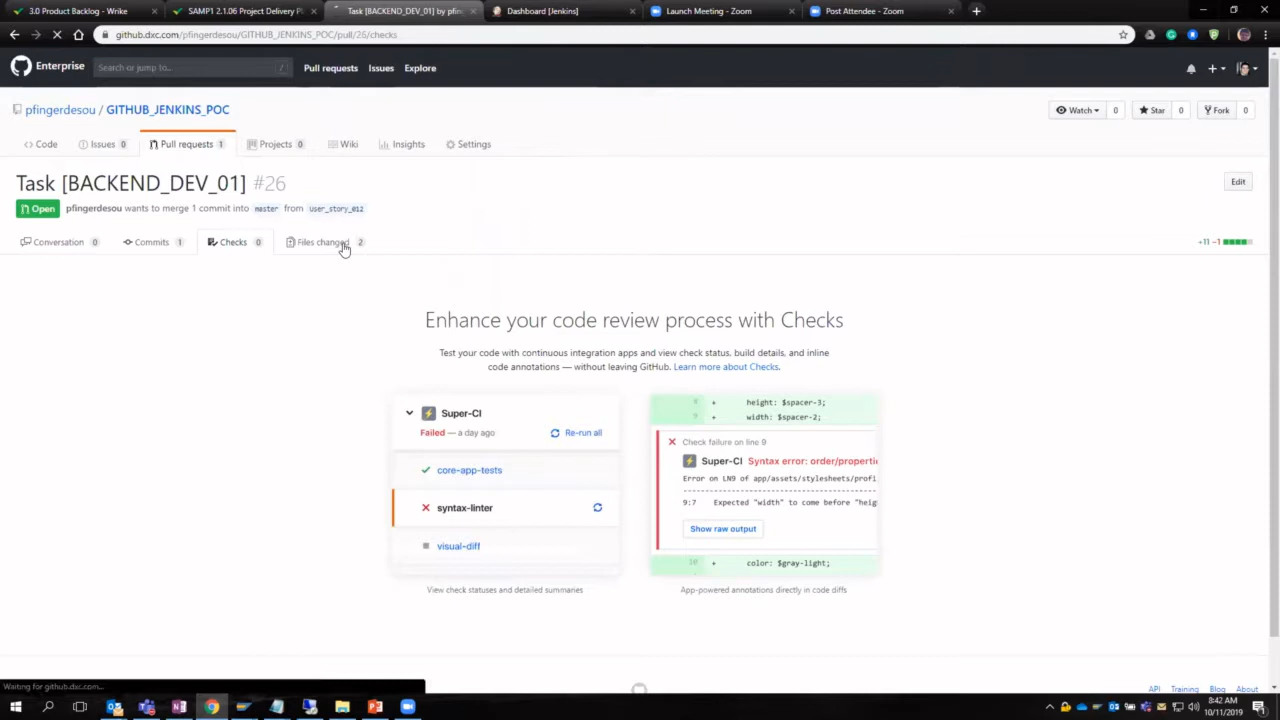 3.0 Product Backlog - Wrike
SAMP1 2.1.06 Project Delivery Pl
Task [BACKEND_DEV_01] by pfin
Dashboard [Jenkins]
Launch Meeting - Zoom
Post Attendee - Zoom
github.dxc.com/pfingerdesou/GITHUB_JENKINS_POC/pull/26/checks
Enterprise
Search or jump to...
/
Pull requests
Issues
Explore
pfingerdesou / GITHUB_JENKINS_POC
Watch 0
Star 0
Fork 0
Code
Issues 0
Pull requests 1
Projects 0
Wiki
Insights
Settings
Task [BACKEND_DEV_01] #26
Edit
Open
pfingerdesou wants to merge 1 commit into master from User_story_012
Conversation 0
Commits 1
Checks 0
Files changed 2
+11 −1
Enhance your code review process with Checks
Test your code with continuous integration apps and view check status, build details, and inline
code annotations — without leaving GitHub. Learn more about Checks.
Super-CI
Failed — a day ago
Re-run all
core-app-tests
syntax-linter
visual-diff
View check statuses and detailed summaries
8 + height: $spacer-3;
9 + width: $spacer-2;
Check failure on line 9
Super-CI Syntax error: order/properti
Error on LN9 of app/assets/stylesheets/profi
9:7 Expected "width" to come before "heig
Show raw output
10 + color: $gray-light;
App-powered annotations directly in code diffs
API
Training
Blog
About
Waiting for github.dxc.com...
8:42 AM
10/11/2019